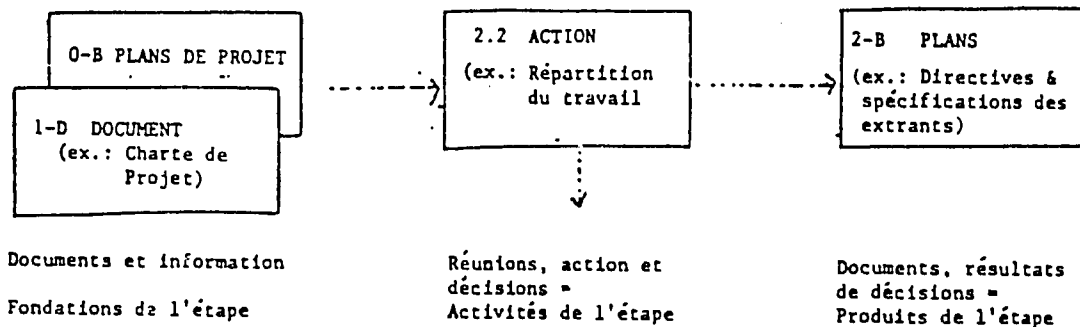 0-B PLANS DE PROJET
1-D DOCUMENT
(ex.: Charte de
Projet)
2.2 ACTION
(ex.: Répartition
du travail
2-B PLANS
(ex.: Directives &
spécifications des
extrants)
Documents et information
Fondations de l'étape
Réunions, action et
décisions =
Activités de l'étape
Documents, résultats
de décisions =
Produits de l'étape